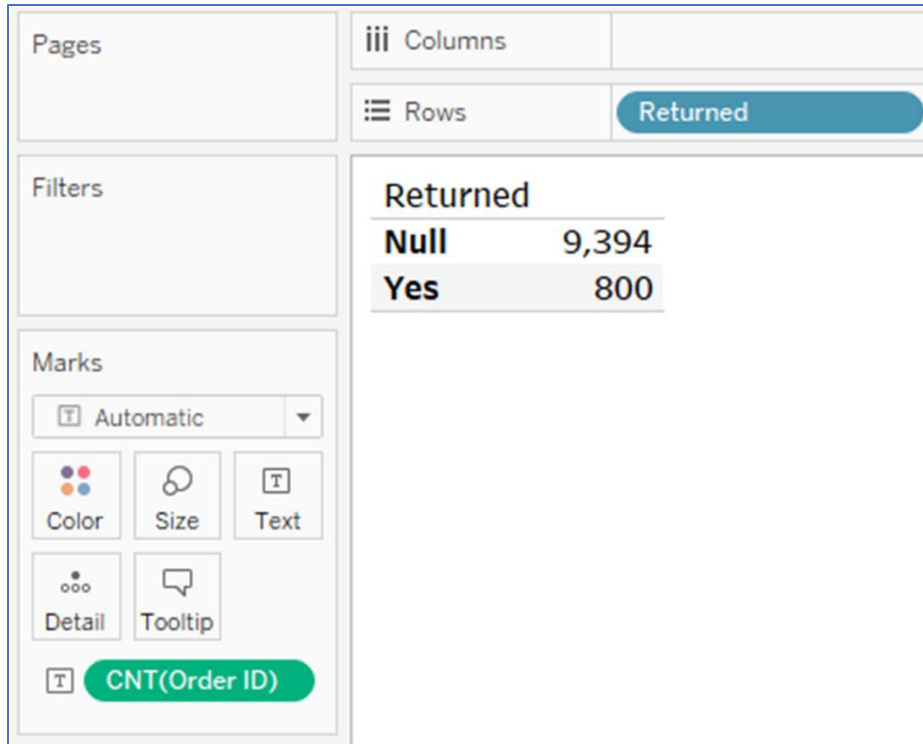 Pages
Columns
Rows
Returned
Filters
Returned
Null 9,394
Yes 800
Marks
Automatic
Color Size Text
Detail Tooltip
CNT(Order ID)